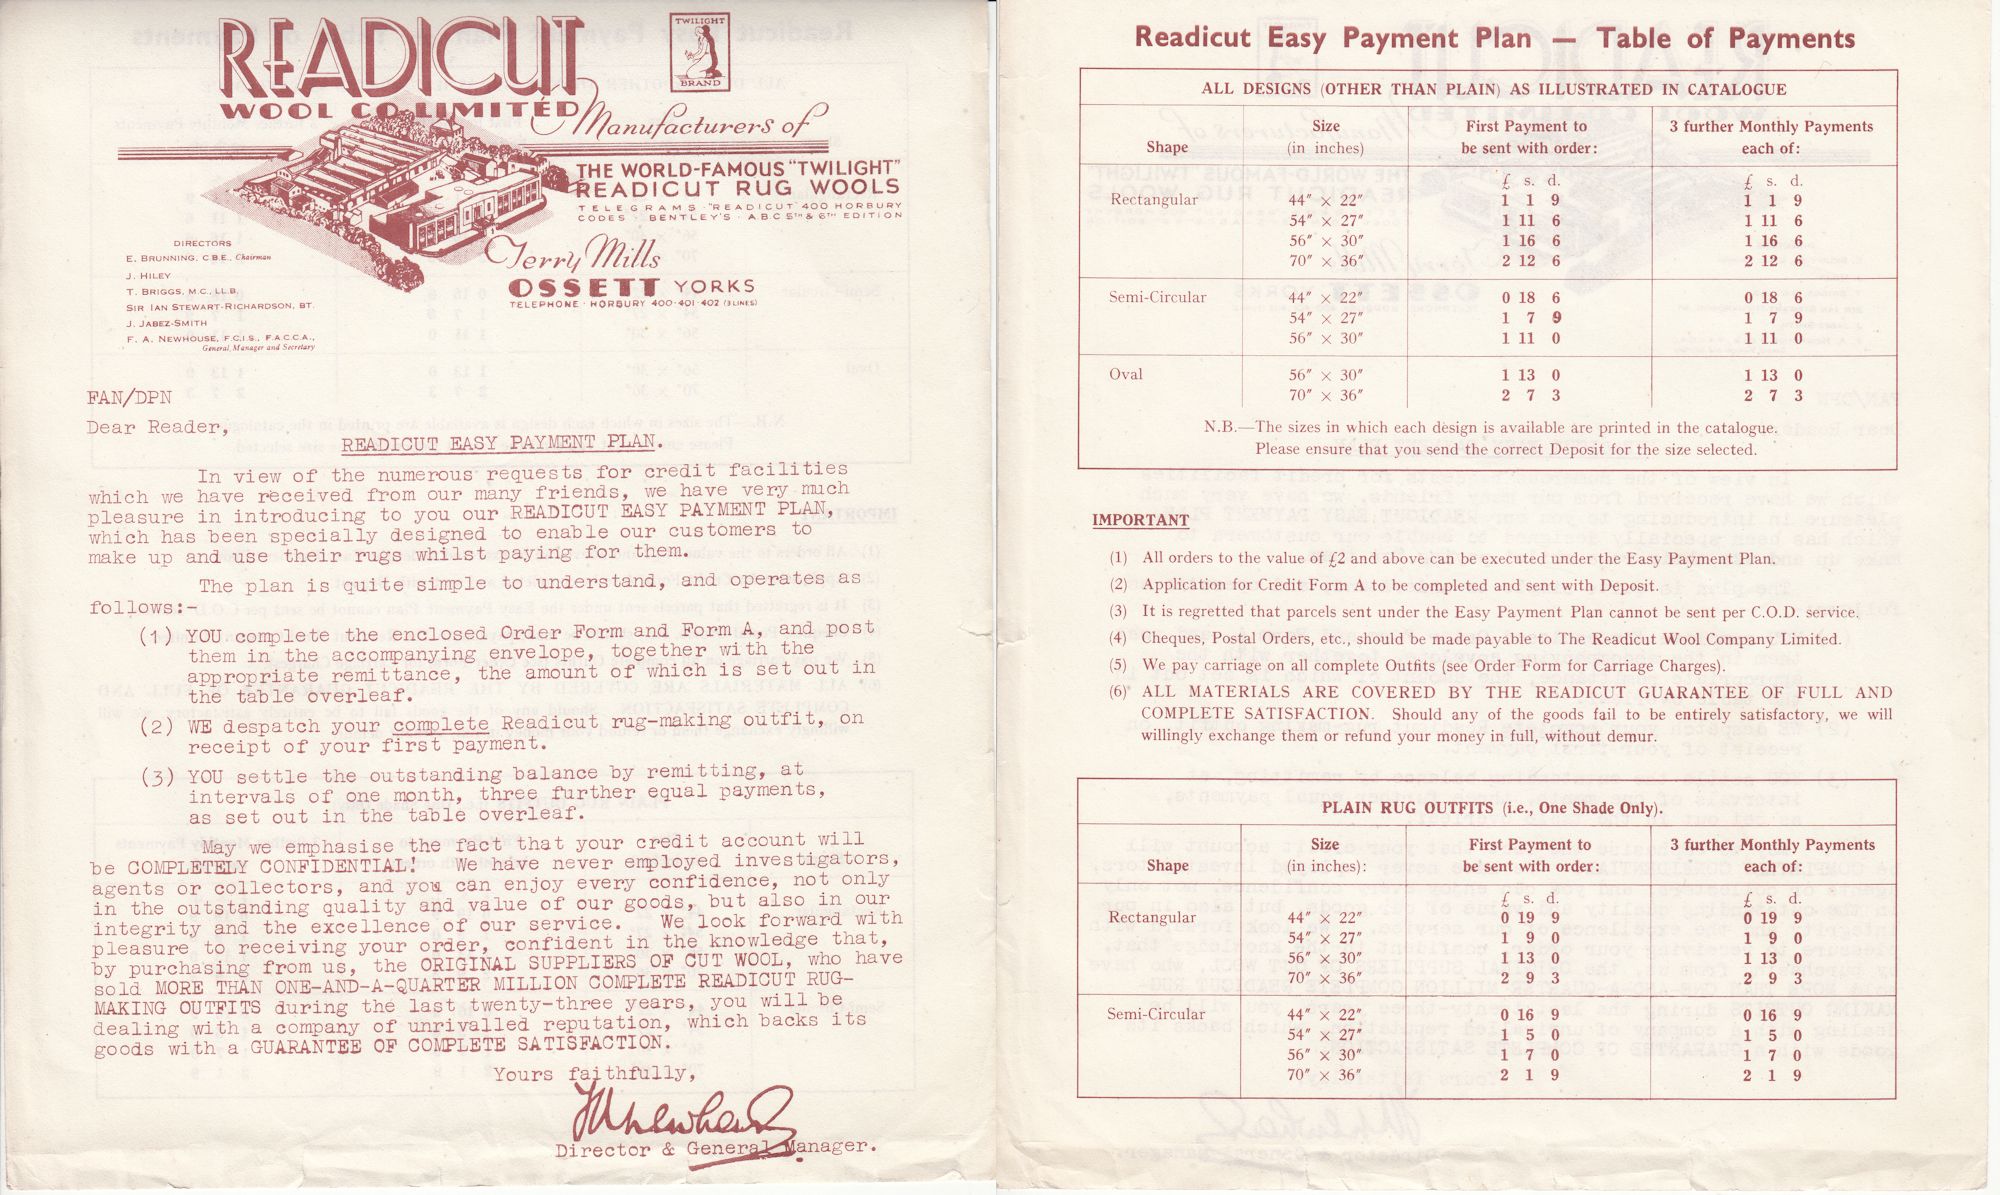 READICUT
WOOL CO LIMITED
TWILIGHT
BRAND
Manufacturers of
THE WORLD-FAMOUS "TWILIGHT"
READICUT RUG WOOLS
TELEGRAMS · "READICUT" 400 HORBURY
CODES · BENTLEY'S · A.B.C 5TH & 6TH EDITION
Terry Mills
OSSETT YORKS
TELEPHONE · HORBURY 400·401·402 (3 LINES)
DIRECTORS
E. BRUNNING. C.B.E., Chairman
J. HILEY
T. BRIGGS, M.C., LL.B.
SIR IAN STEWART-RICHARDSON, BT.
J. JABEZ-SMITH
F. A. NEWHOUSE, F.C.I.S., F.A.C.C.A.,
General Manager and Secretary
FAN/DPN
Dear Reader,
READICUT EASY PAYMENT PLAN.
In view of the numerous requests for credit facilities
which we have received from our many friends, we have very much
pleasure in introducing to you our READICUT EASY PAYMENT PLAN,
which has been specially designed to enable our customers to
make up and use their rugs whilst paying for them.
The plan is quite simple to understand, and operates as
follows:-
(1) YOU complete the enclosed Order Form and Form A, and post
them in the accompanying envelope, together with the
appropriate remittance, the amount of which is set out in
the table overleaf.
(2) WE despatch your complete Readicut rug-making outfit, on
receipt of your first payment.
(3) YOU settle the outstanding balance by remitting, at
intervals of one month, three further equal payments,
as set out in the table overleaf.
May we emphasise the fact that your credit account will
be COMPLETELY CONFIDENTIAL! We have never employed investigators,
agents or collectors, and you can enjoy every confidence, not only
in the outstanding quality and value of our goods, but also in our
integrity and the excellence of our service. We look forward with
pleasure to receiving your order, confident in the knowledge that,
by purchasing from us, the ORIGINAL SUPPLIERS OF CUT WOOL, who have
sold MORE THAN ONE-AND-A-QUARTER MILLION COMPLETE READICUT RUG-
MAKING OUTFITS during the last twenty-three years, you will be
dealing with a company of unrivalled reputation, which backs its
goods with a GUARANTEE OF COMPLETE SATISFACTION.
Yours faithfully,
Director & General Manager.
Readicut Easy Payment Plan — Table of Payments
ALL DESIGNS (OTHER THAN PLAIN) AS ILLUSTRATED IN CATALOGUE
Shape Size (in inches) First Payment to be sent with order: 3 further Monthly Payments each of:
£ s. d. £ s. d.
Rectangular 44" × 22" 1 1 9 1 1 9
54" × 27" 1 11 6 1 11 6
56" × 30" 1 16 6 1 16 6
70" × 36" 2 12 6 2 12 6
Semi-Circular 44" × 22" 0 18 6 0 18 6
54" × 27" 1 7 9 1 7 9
56" × 30" 1 11 0 1 11 0
Oval 56" × 30" 1 13 0 1 13 0
70" × 36" 2 7 3 2 7 3
N.B.—The sizes in which each design is available are printed in the catalogue.
Please ensure that you send the correct Deposit for the size selected.
IMPORTANT
(1) All orders to the value of £2 and above can be executed under the Easy Payment Plan.
(2) Application for Credit Form A to be completed and sent with Deposit.
(3) It is regretted that parcels sent under the Easy Payment Plan cannot be sent per C.O.D. service.
(4) Cheques, Postal Orders, etc., should be made payable to The Readicut Wool Company Limited.
(5) We pay carriage on all complete Outfits (see Order Form for Carriage Charges).
(6) ALL MATERIALS ARE COVERED BY THE READICUT GUARANTEE OF FULL AND
COMPLETE SATISFACTION. Should any of the goods fail to be entirely satisfactory, we will
willingly exchange them or refund your money in full, without demur.
PLAIN RUG OUTFITS (i.e., One Shade Only).
Shape Size (in inches): First Payment to be sent with order: 3 further Monthly Payments each of:
£ s. d. £ s. d.
Rectangular 44" × 22" 0 19 9 0 19 9
54" × 27" 1 9 0 1 9 0
56" × 30" 1 13 0 1 13 0
70" × 36" 2 9 3 2 9 3
Semi-Circular 44" × 22" 0 16 9 0 16 9
54" × 27" 1 5 0 1 5 0
56" × 30" 1 7 0 1 7 0
70" × 36" 2 1 9 2 1 9